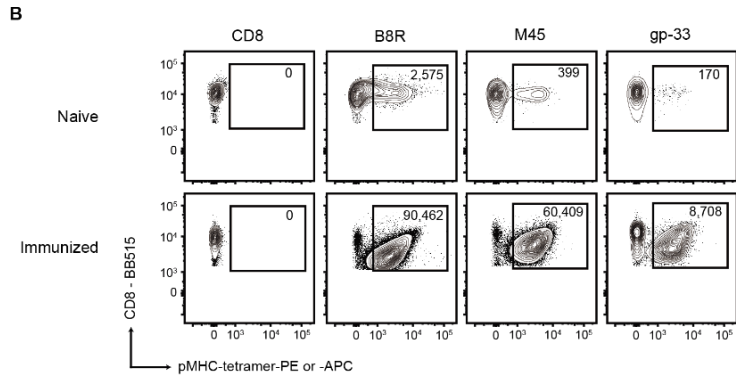 B
CD8 B8R M45 gp-33
Naive
10⁵ 10⁴ 10³ 0
0 2,575 399 170
Immunized
10⁵ 10⁴ 10³ 0
0 90,462 60,409 8,708
0 10³ 10⁴ 10⁵ 0 10³ 10⁴ 10⁵ 0 10³ 10⁴ 10⁵ 0 10³ 10⁴ 10⁵
CD8 - BB515
pMHC-tetramer-PE or -APC